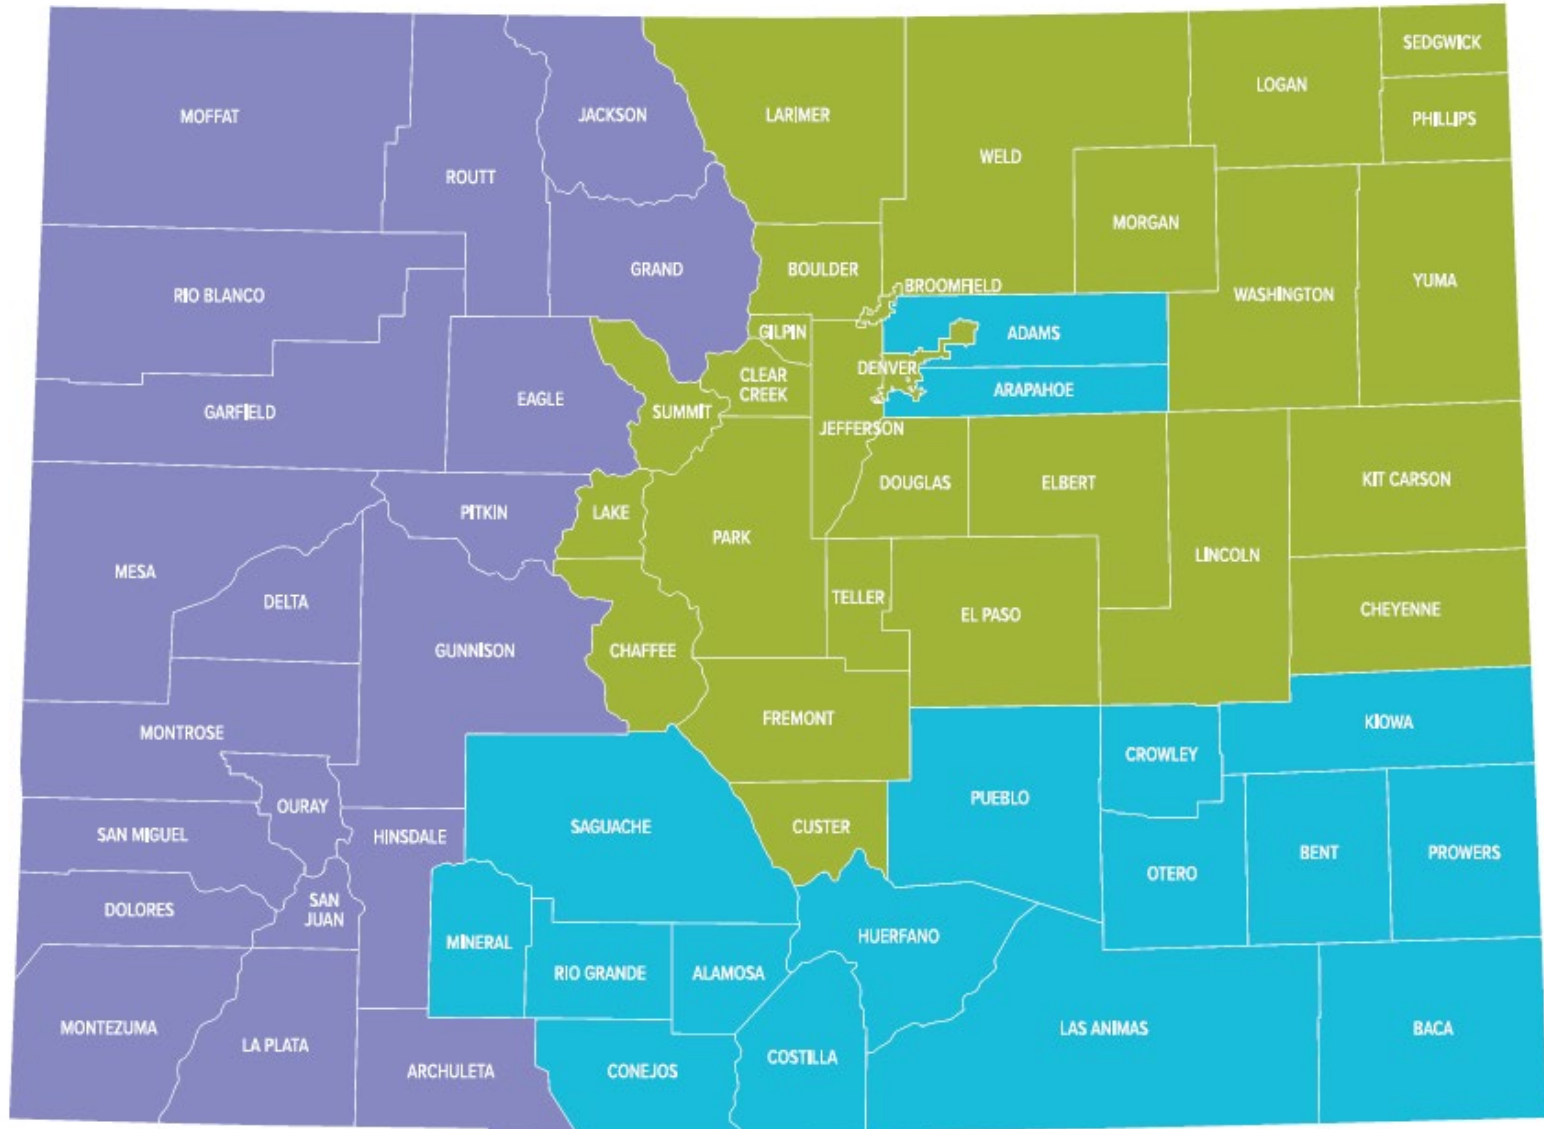 SEDGWICK
LOGAN
MOFFAT
JACKSON
LARIMER
PHILLIPS
WELD
ROUTT
MORGAN
GRAND
BOULDER
RIO BLANCO
BROOMFIELD
WASHINGTON
YUMA
GILPIN
ADAMS
DENVER
CLEAR
CREEK
ARAPAHOE
EAGLE
GARFIELD
SUMMIT
JEFFERSON
KIT CARSON
DOUGLAS
ELBERT
PITKIN
LAKE
PARK
LINCOLN
MESA
DELTA
TELLER
CHEYENNE
EL PASO
GUNNISON
CHAFFEE
FREMONT
KIOWA
MONTROSE
CROWLEY
PUEBLO
OURAY
SAN MIGUEL
HINSDALE
SAGUACHE
CUSTER
BENT
PROWERS
OTERO
DOLORES
SAN
JUAN
MINERAL
HUERFANO
RIO GRANDE
ALAMOSA
MONTEZUMA
LAS ANIMAS
BACA
LA PLATA
COSTILLA
ARCHULETA
CONEJOS